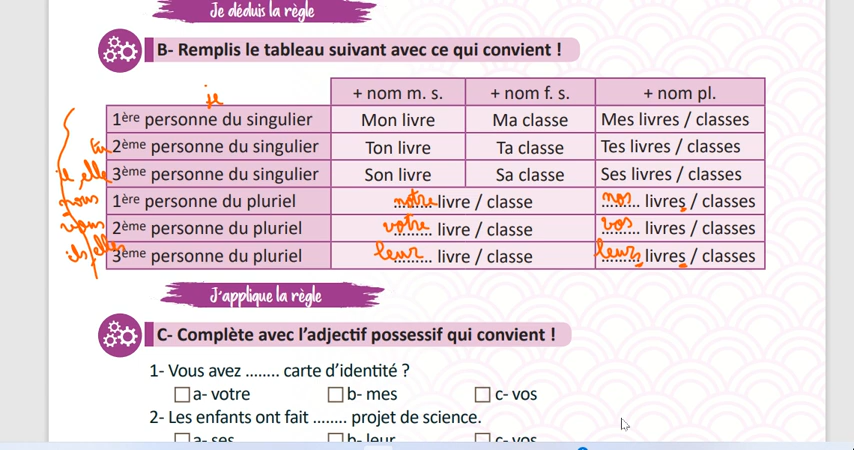 Je déduis la règle
B- Remplis le tableau suivant avec ce qui convient !
je
+ nom m. s. + nom f. s. + nom pl.
1ère personne du singulier Mon livre Ma classe Mes livres / classes
tu 2ème personne du singulier Ton livre Ta classe Tes livres / classes
elle 3ème personne du singulier Son livre Sa classe Ses livres / classes
nous 1ère personne du pluriel notre livre / classe nos livres / classes
vous 2ème personne du pluriel votre livre / classe vos livres / classes
ils/elles 3ème personne du pluriel leur livre / classe leurs livres / classes
J'applique la règle
C- Complète avec l'adjectif possessif qui convient !
1- Vous avez ........ carte d'identité ?
a- votre b- mes c- vos
2- Les enfants ont fait ........ projet de science.
a- ses b- leur c- vos